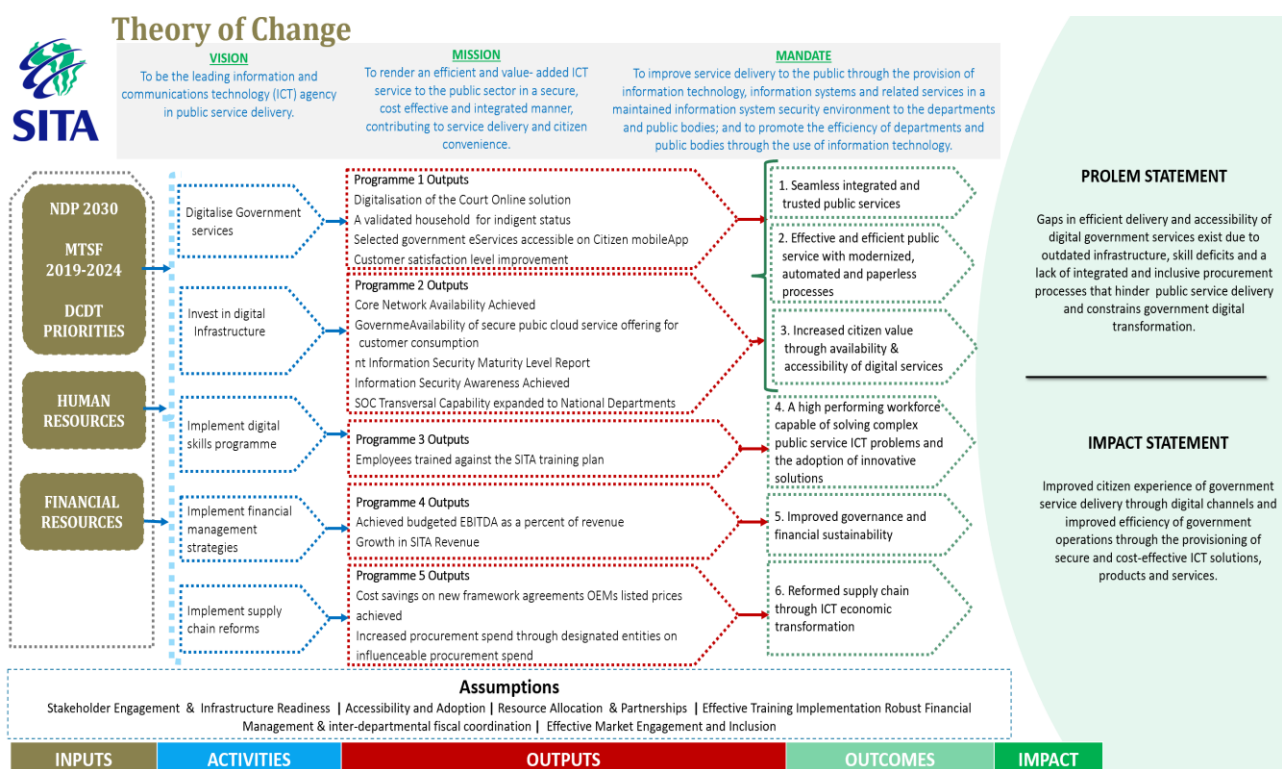 Theory of Change
SITA
VISION
To be the leading information and
communications technology (ICT) agency
in public service delivery.
MISSION
To render an efficient and value- added ICT
service to the public sector in a secure,
cost effective and integrated manner,
contributing to service delivery and citizen
convenience.
MANDATE
To improve service delivery to the public through the provision of
information technology, information systems and related services in a
maintained information system security environment to the departments
and public bodies; and to promote the efficiency of departments and
public bodies through the use of information technology.
NDP 2030
MTSF
2019-2024
DCDT
PRIORITIES
HUMAN
RESOURCES
FINANCIAL
RESOURCES
Digitalise Government
services
Invest in digital
Infrastructure
Implement digital
skills programme
Implement financial
management
strategies
Implement supply
chain reforms
Programme 1 Outputs
Digitalisation of the Court Online solution
A validated household for indigent status
Selected government eServices accessible on Citizen mobileApp
Customer satisfaction level improvement
Programme 2 Outputs
Core Network Availability Achieved
GovernmeAvailability of secure pubic cloud service offering for
customer consumption
nt Information Security Maturity Level Report
Information Security Awareness Achieved
SOC Transversal Capability expanded to National Departments
Programme 3 Outputs
Employees trained against the SITA training plan
Programme 4 Outputs
Achieved budgeted EBITDA as a percent of revenue
Growth in SITA Revenue
Programme 5 Outputs
Cost savings on new framework agreements OEMs listed prices
achieved
Increased procurement spend through designated entities on
influenceable procurement spend
1. Seamless integrated and
trusted public services
2. Effective and efficient public
service with modernized,
automated and paperless
processes
3. Increased citizen value
through availability &
accessibility of digital services
4. A high performing workforce
capable of solving complex
public service ICT problems and
the adoption of innovative
solutions
5. Improved governance and
financial sustainability
6. Reformed supply chain
through ICT economic
transformation
PROLEM STATEMENT
Gaps in efficient delivery and accessibility of
digital government services exist due to
outdated infrastructure, skill deficits and a
lack of integrated and inclusive procurement
processes that hinder public service delivery
and constrains government digital
transformation.
IMPACT STATEMENT
Improved citizen experience of government
service delivery through digital channels and
improved efficiency of government
operations through the provisioning of
secure and cost-effective ICT solutions,
products and services.
Assumptions
Stakeholder Engagement & Infrastructure Readiness | Accessibility and Adoption | Resource Allocation & Partnerships | Effective Training Implementation Robust Financial
Management & inter-departmental fiscal coordination | Effective Market Engagement and Inclusion
INPUTS
ACTIVITIES
OUTPUTS
OUTCOMES
IMPACT